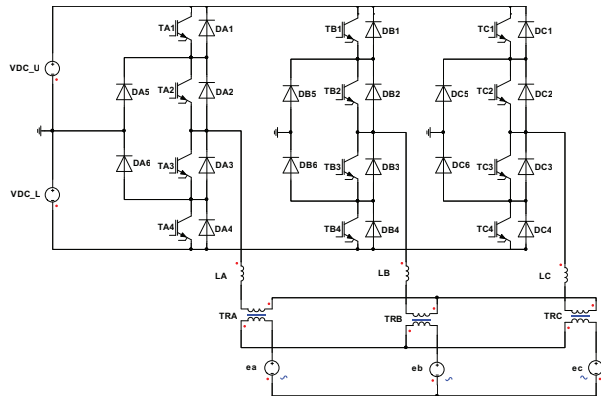 TA1 DA1 TB1 DB1 TC1 DC1
VDC_U
DA5 TA2 DA2 DB5 TB2 DB2 DC5 TC2 DC2
DA6 TA3 DA3 DB6 TB3 DB3 DC6 TC3 DC3
VDC_L
TA4 DA4 TB4 DB4 TC4 DC4
LA LB LC
TRA TRB TRC
ea eb ec